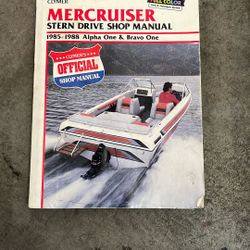 CLYMER
MERCRUISER
STERN DRIVE SHOP MANUAL
1985-1988 Alpha One & Bravo One
CLYMER'S
OFFICIAL
SHOP MANUAL